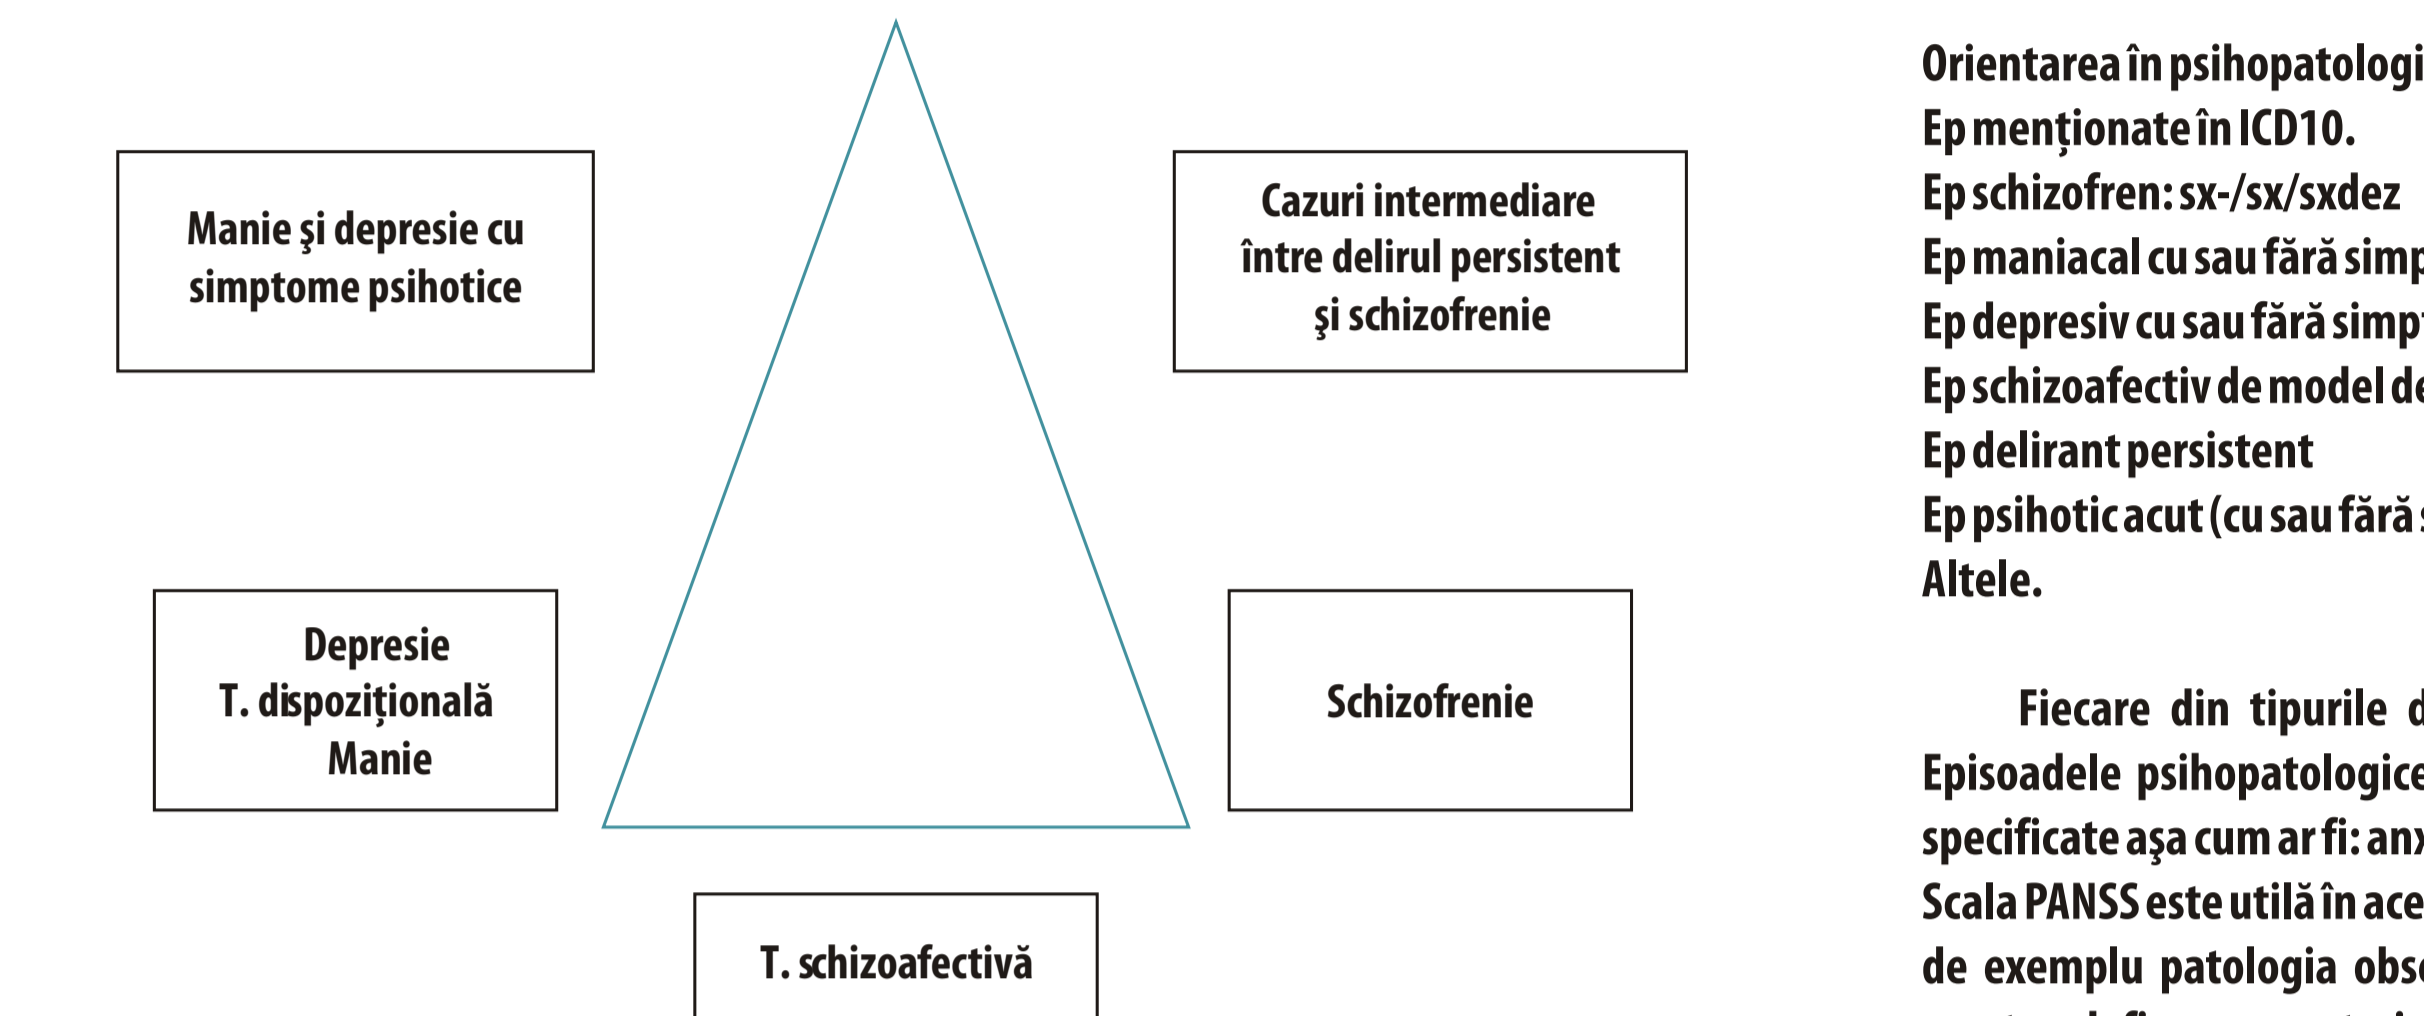 Manie şi depresie cu
simptome psihotice
Cazuri intermediare
între delirul persistent
şi schizofrenie
Depresie
T. dispoziţională
Manie
Schizofrenie
T. schizoafectivă
Orientarea în psihopatologi
Ep menţionate în ICD10.
Ep schizofren: sx-/sx/sxdez
Ep maniacal cu sau fără simp
Ep depresiv cu sau fără simpt
Ep schizoafectiv de model de
Ep delirant persistent
Ep psihotic acut (cu sau fără s
Altele.
Fiecare din tipurile d
Episoadele psihopatologice
specificate aşa cum ar fi: anx
Scala PANSS este utilă în ace
de exemplu patologia obse